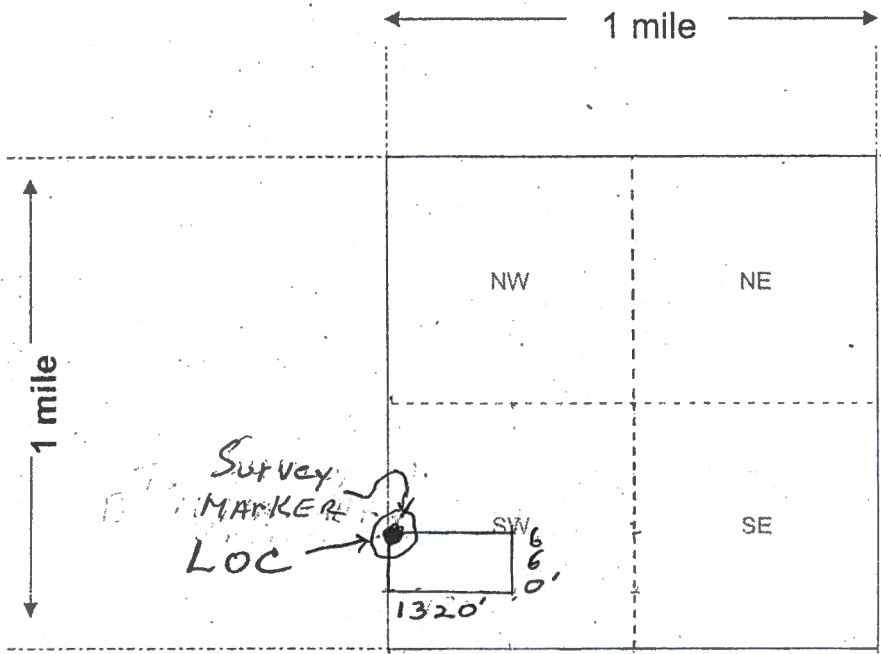 1 mile
1 mile
NW
NE
Survey
MARKER
LOC
SW
SE
660'
1320'